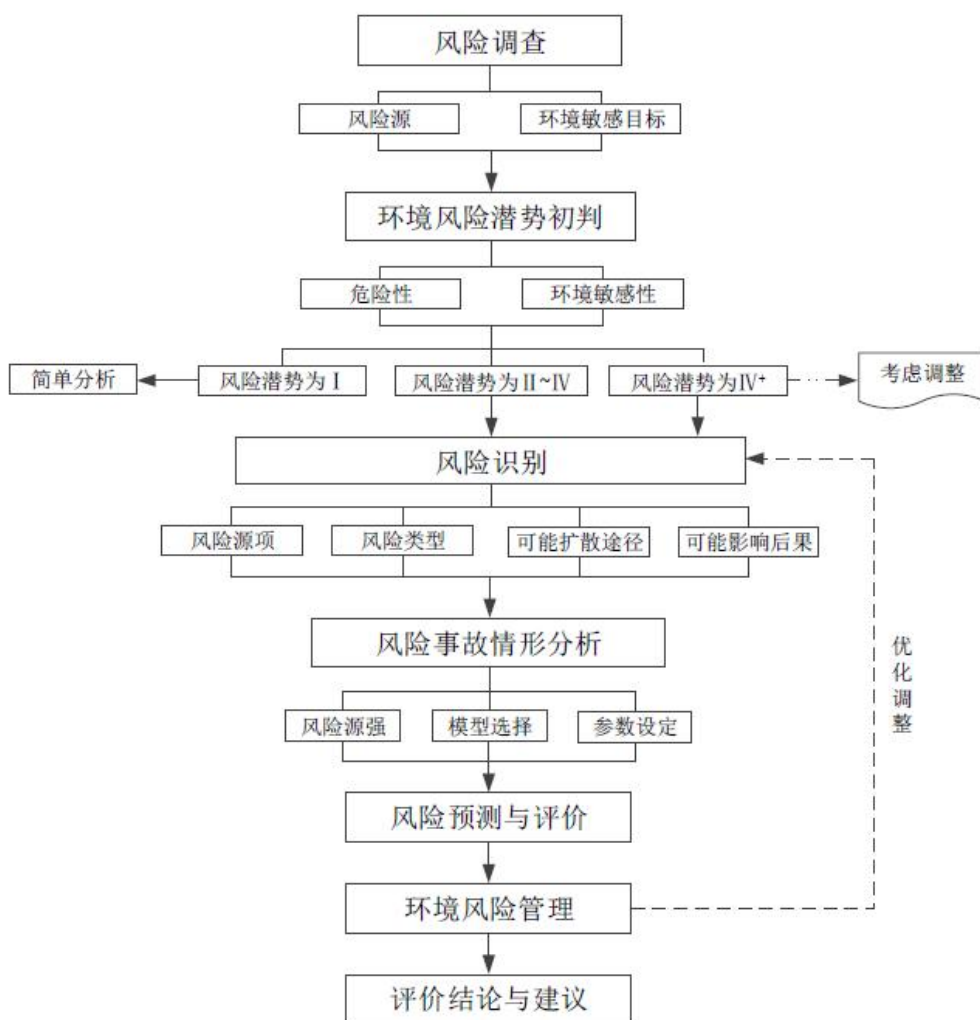 风险调查
风险源
环境敏感目标
环境风险潜势初判
危险性
环境敏感性
简单分析
风险潜势为Ⅰ
风险潜势为Ⅱ~Ⅳ
风险潜势为Ⅳ⁺
考虑调整
风险识别
风险源项
风险类型
可能扩散途径
可能影响后果
风险事故情形分析
优化调整
风险源强
模型选择
参数设定
风险预测与评价
环境风险管理
评价结论与建议